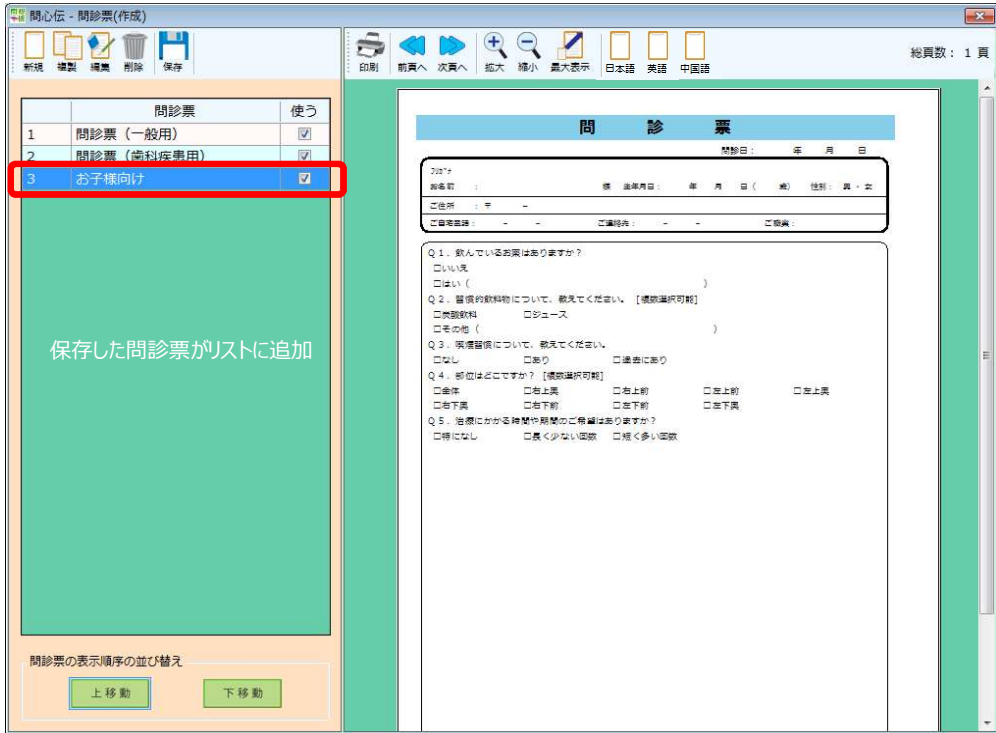 問心伝 - 問診票(作成)
新規 複製 編集 削除 保存
印刷 前頁へ 次頁へ 拡大 縮小 最大表示 日本語 英語 中国語
総頁数: 1 頁
問診票 使う
1 問診票（一般用）
2 問診票（歯科疾患用）
3 お子様向け
保存した問診票がリストに追加
問診票の表示順序の並び替え
上移動 下移動
問 診 票
問診日： 年 月 日
フリガナ
お名前 ： 様 生年月日： 年 月 日（ 歳） 性別： 男・女
ご住所 ：〒 －
ご自宅電話： － － ご連絡先： － － ご職業：
Q1．飲んでいるお薬はありますか？
□いいえ
□はい（ ）
Q2．習慣的飲料物について、教えてください。 [複数選択可能]
□炭酸飲料 □ジュース
□その他（ ）
Q3．喫煙習慣について、教えてください。
□なし □あり □過去にあり
Q4．部位はどこですか？ [複数選択可能]
□全体 □右上奥 □右上前 □左上前 □左上奥
□右下奥 □右下前 □左下前 □左下奥
Q5．治療にかかる時間や期間のご希望はありますか？
□特になし □長く少ない回数 □短く多い回数